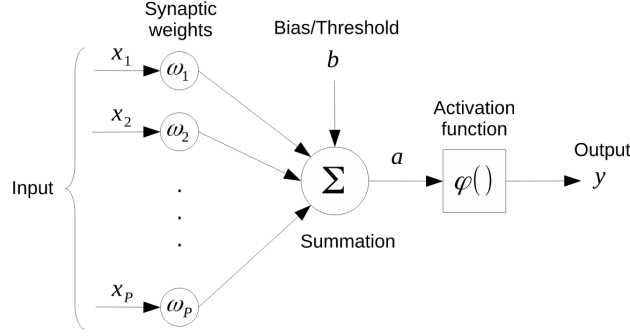 Synaptic
weights
Bias/Threshold
b
x1
ω1
x2
ω2
Activation
function
Input
.
.
.
Σ
a
φ( )
Output
y
Summation
xP
ωP